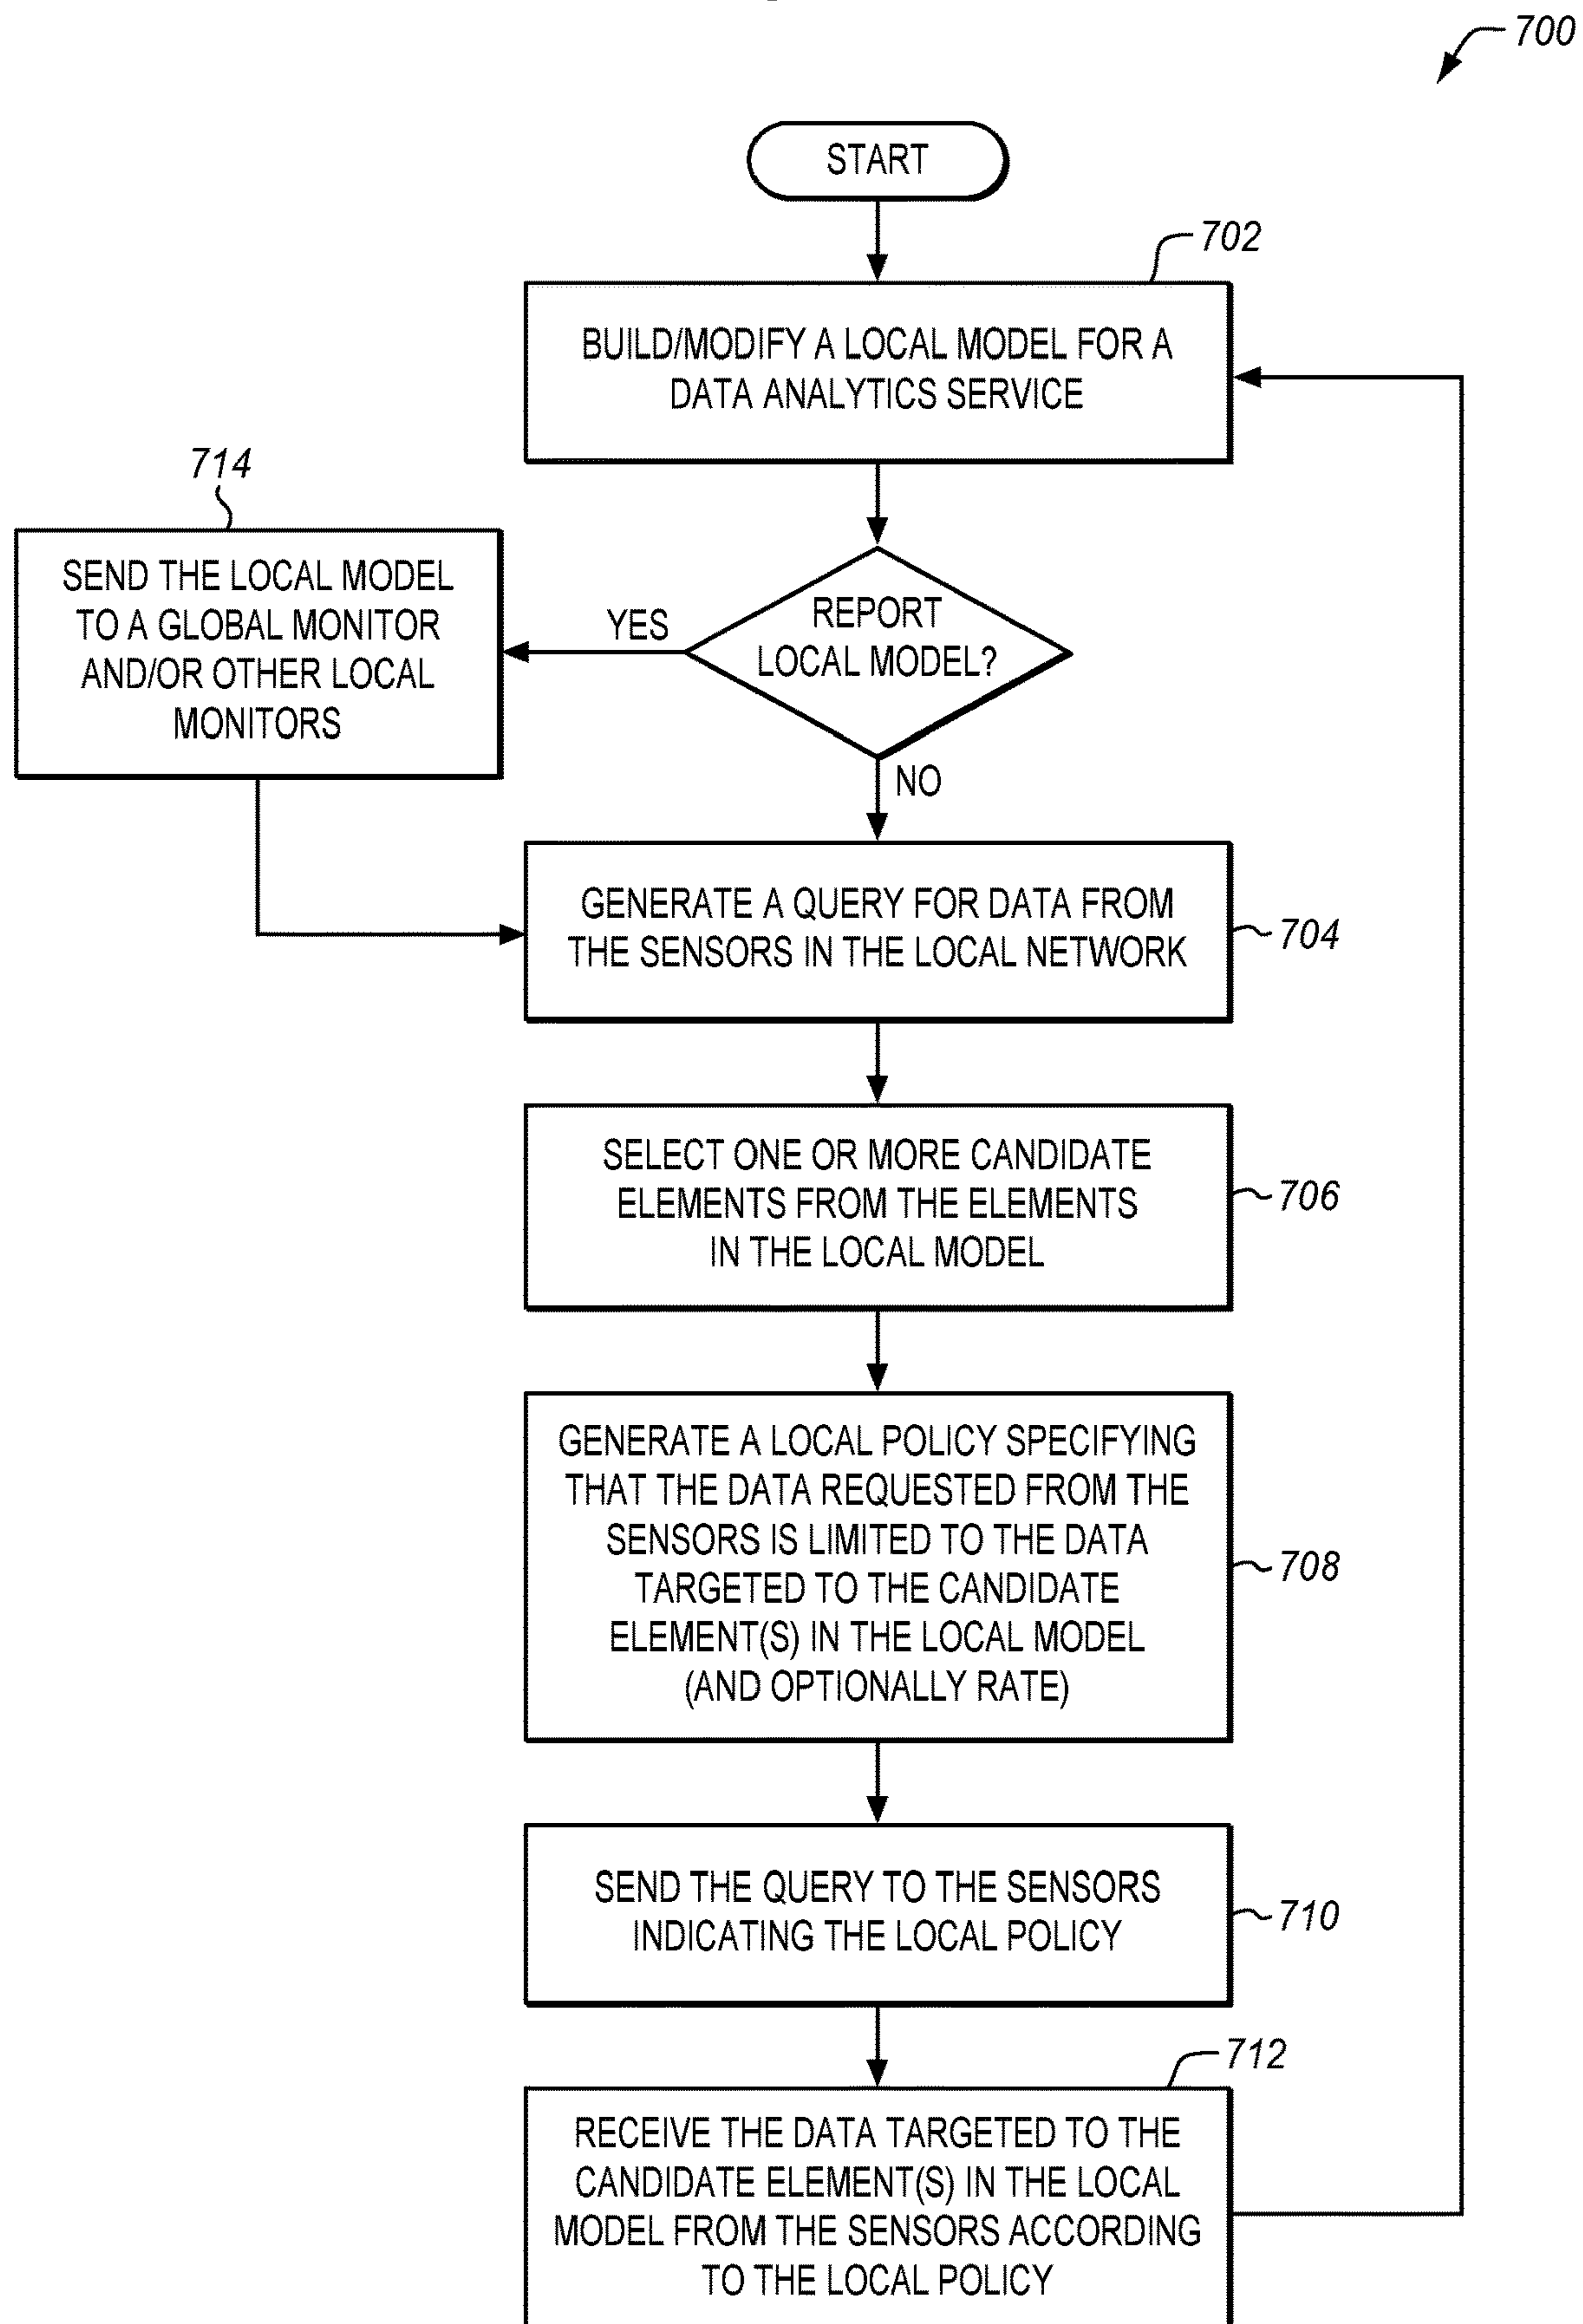 700
START
702
BUILD/MODIFY A LOCAL MODEL FOR A
DATA ANALYTICS SERVICE
714
SEND THE LOCAL MODEL
TO A GLOBAL MONITOR
AND/OR OTHER LOCAL
MONITORS
YES
REPORT
LOCAL MODEL?
NO
GENERATE A QUERY FOR DATA FROM
THE SENSORS IN THE LOCAL NETWORK
704
SELECT ONE OR MORE CANDIDATE
ELEMENTS FROM THE ELEMENTS
IN THE LOCAL MODEL
706
GENERATE A LOCAL POLICY SPECIFYING
THAT THE DATA REQUESTED FROM THE
SENSORS IS LIMITED TO THE DATA
TARGETED TO THE CANDIDATE
ELEMENT(S) IN THE LOCAL MODEL
(AND OPTIONALLY RATE)
708
SEND THE QUERY TO THE SENSORS
INDICATING THE LOCAL POLICY
710
712
RECEIVE THE DATA TARGETED TO THE
CANDIDATE ELEMENT(S) IN THE LOCAL
MODEL FROM THE SENSORS ACCORDING
TO THE LOCAL POLICY